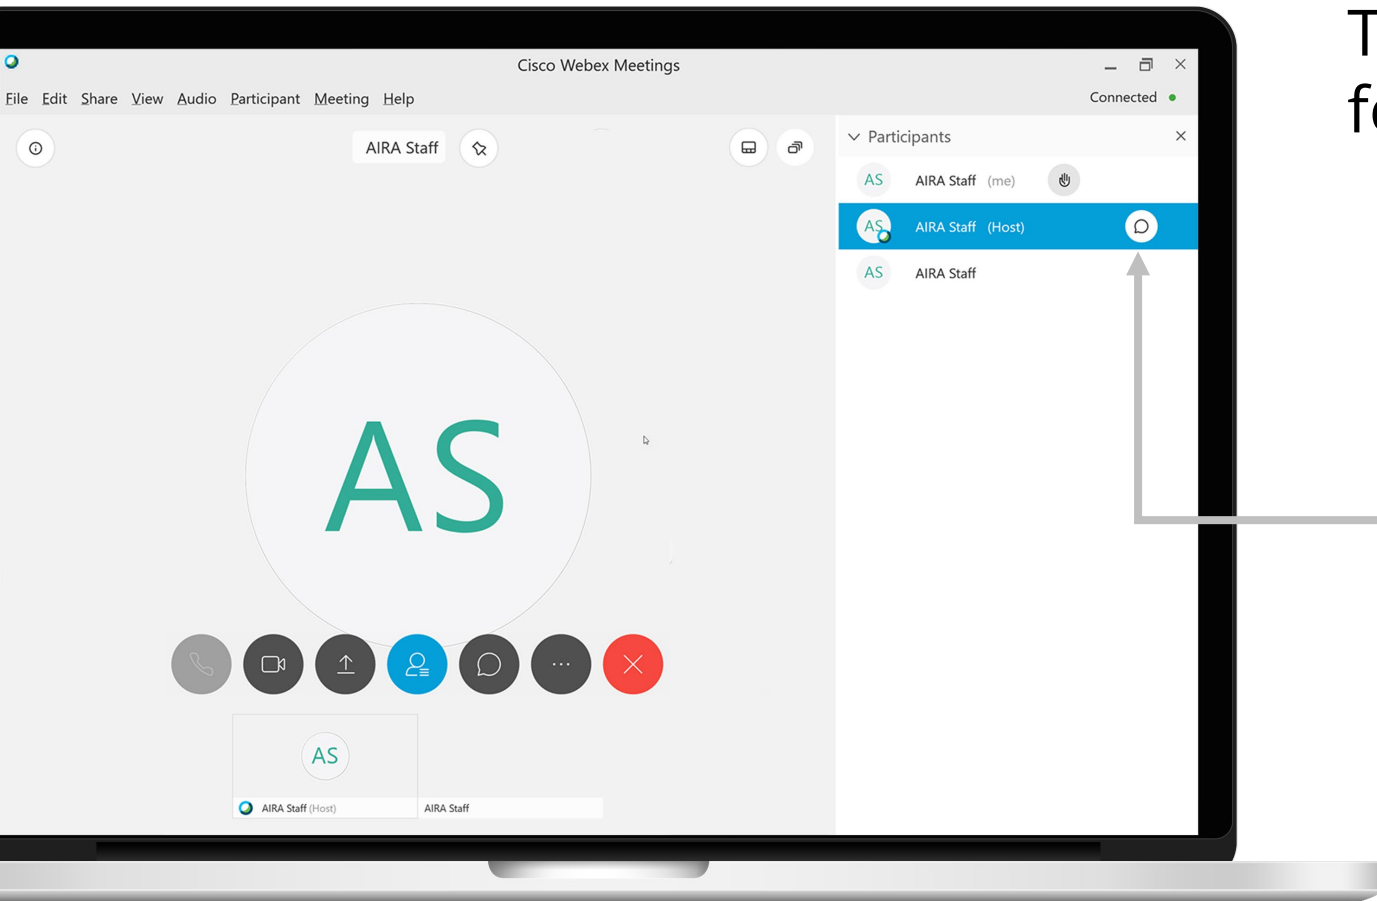 Cisco Webex Meetings
File Edit Share View Audio Participant Meeting Help
Connected
AIRA Staff
Participants
AS AIRA Staff (me)
AS AIRA Staff (Host)
AS AIRA Staff
AS
AS
AIRA Staff (Host)
AIRA Staff